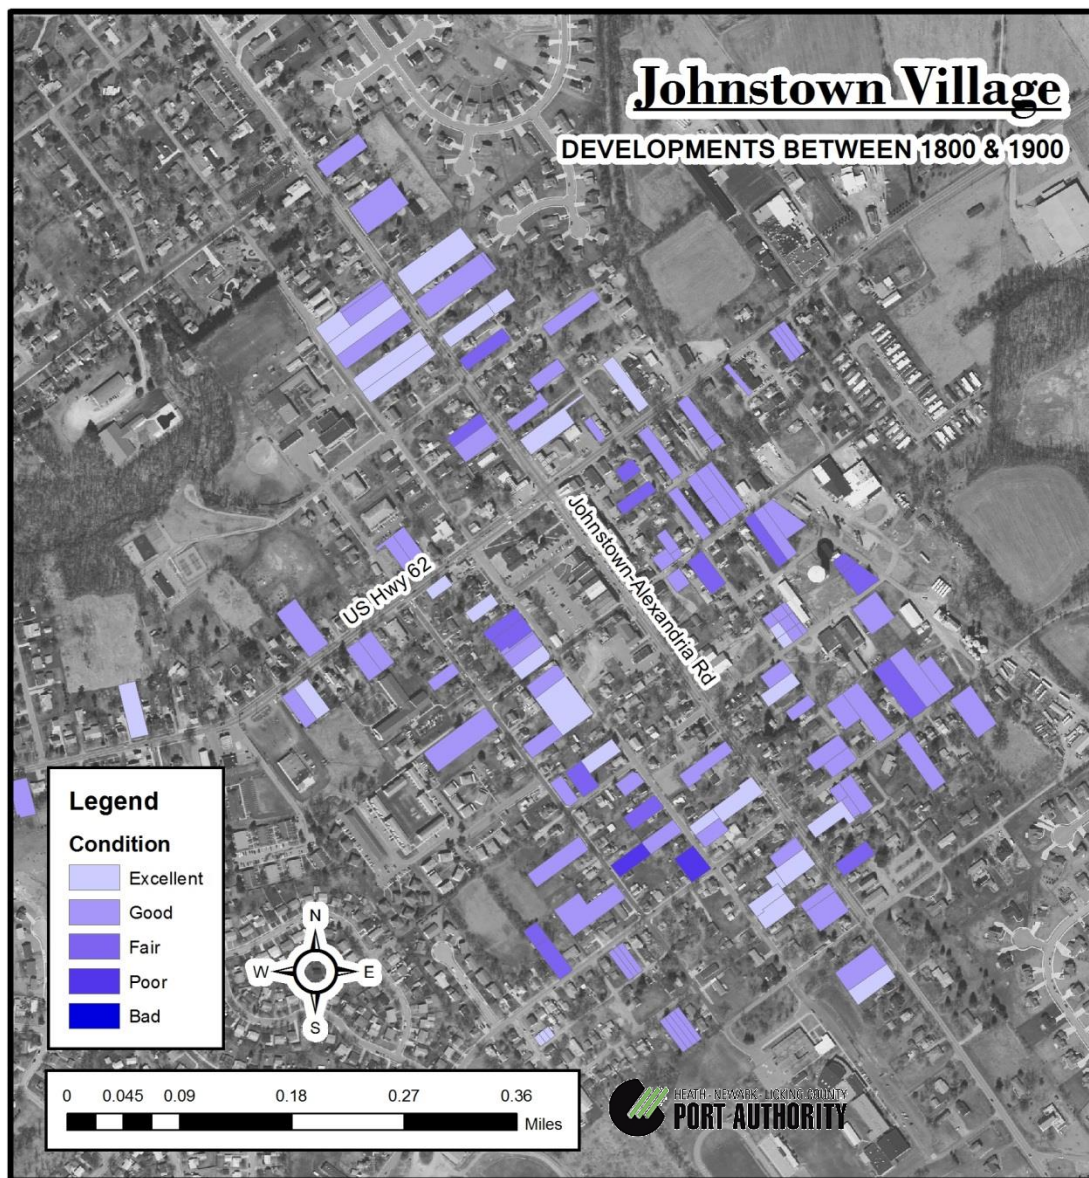 Johnstown Village
DEVELOPMENTS BETWEEN 1800 & 1900
US Hwy 62
Johnstown-Alexandria Rd
Legend
Condition
Excellent
Good
Fair
Poor
Bad
N
W E
S
0 0.045 0.09 0.18 0.27 0.36
Miles
HEATH-NEWARK-LICKING COUNTY
PORT AUTHORITY